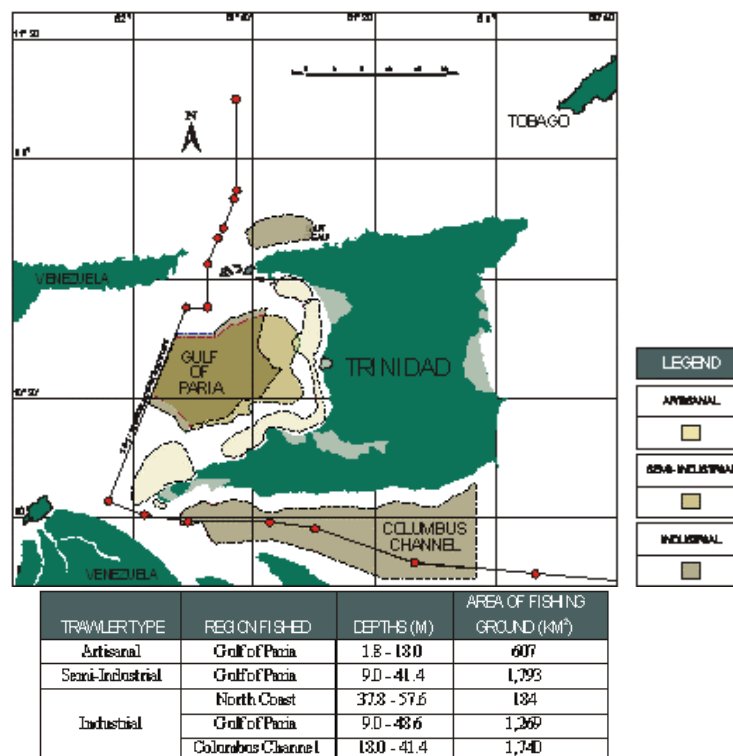 TOBAGO
N
VENEZUELA
GULF
OF
PARIA
TRINIDAD
COLUMBUS
CHANNEL
VENEZUELA
LEGEND
ARTISANAL
SEMI-INDUSTRIAL
INDUSTRIAL
TRAWLER TYPE REGION FISHED DEPTHS (M) AREA OF FISHING GROUND (KM²)
Artisanal Gulf of Paria 1.8 - 18.0 607
Semi-Industrial Gulf of Paria 9.0 - 41.4 1,793
Industrial North Coast 37.8 - 57.6 184
Gulf of Paria 9.0 - 48.6 1,269
Columbus Channel 18.0 - 41.4 1,740